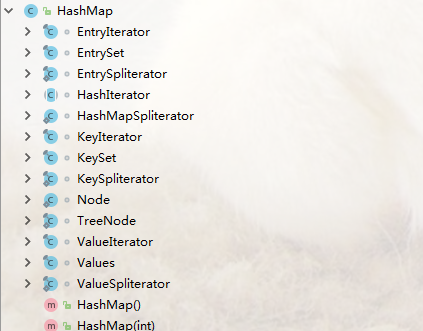 HashMap
EntryIterator
EntrySet
EntrySpliterator
HashIterator
HashMapSpliterator
KeyIterator
KeySet
KeySpliterator
Node
TreeNode
ValueIterator
Values
ValueSpliterator
HashMap()
HashMap(int)